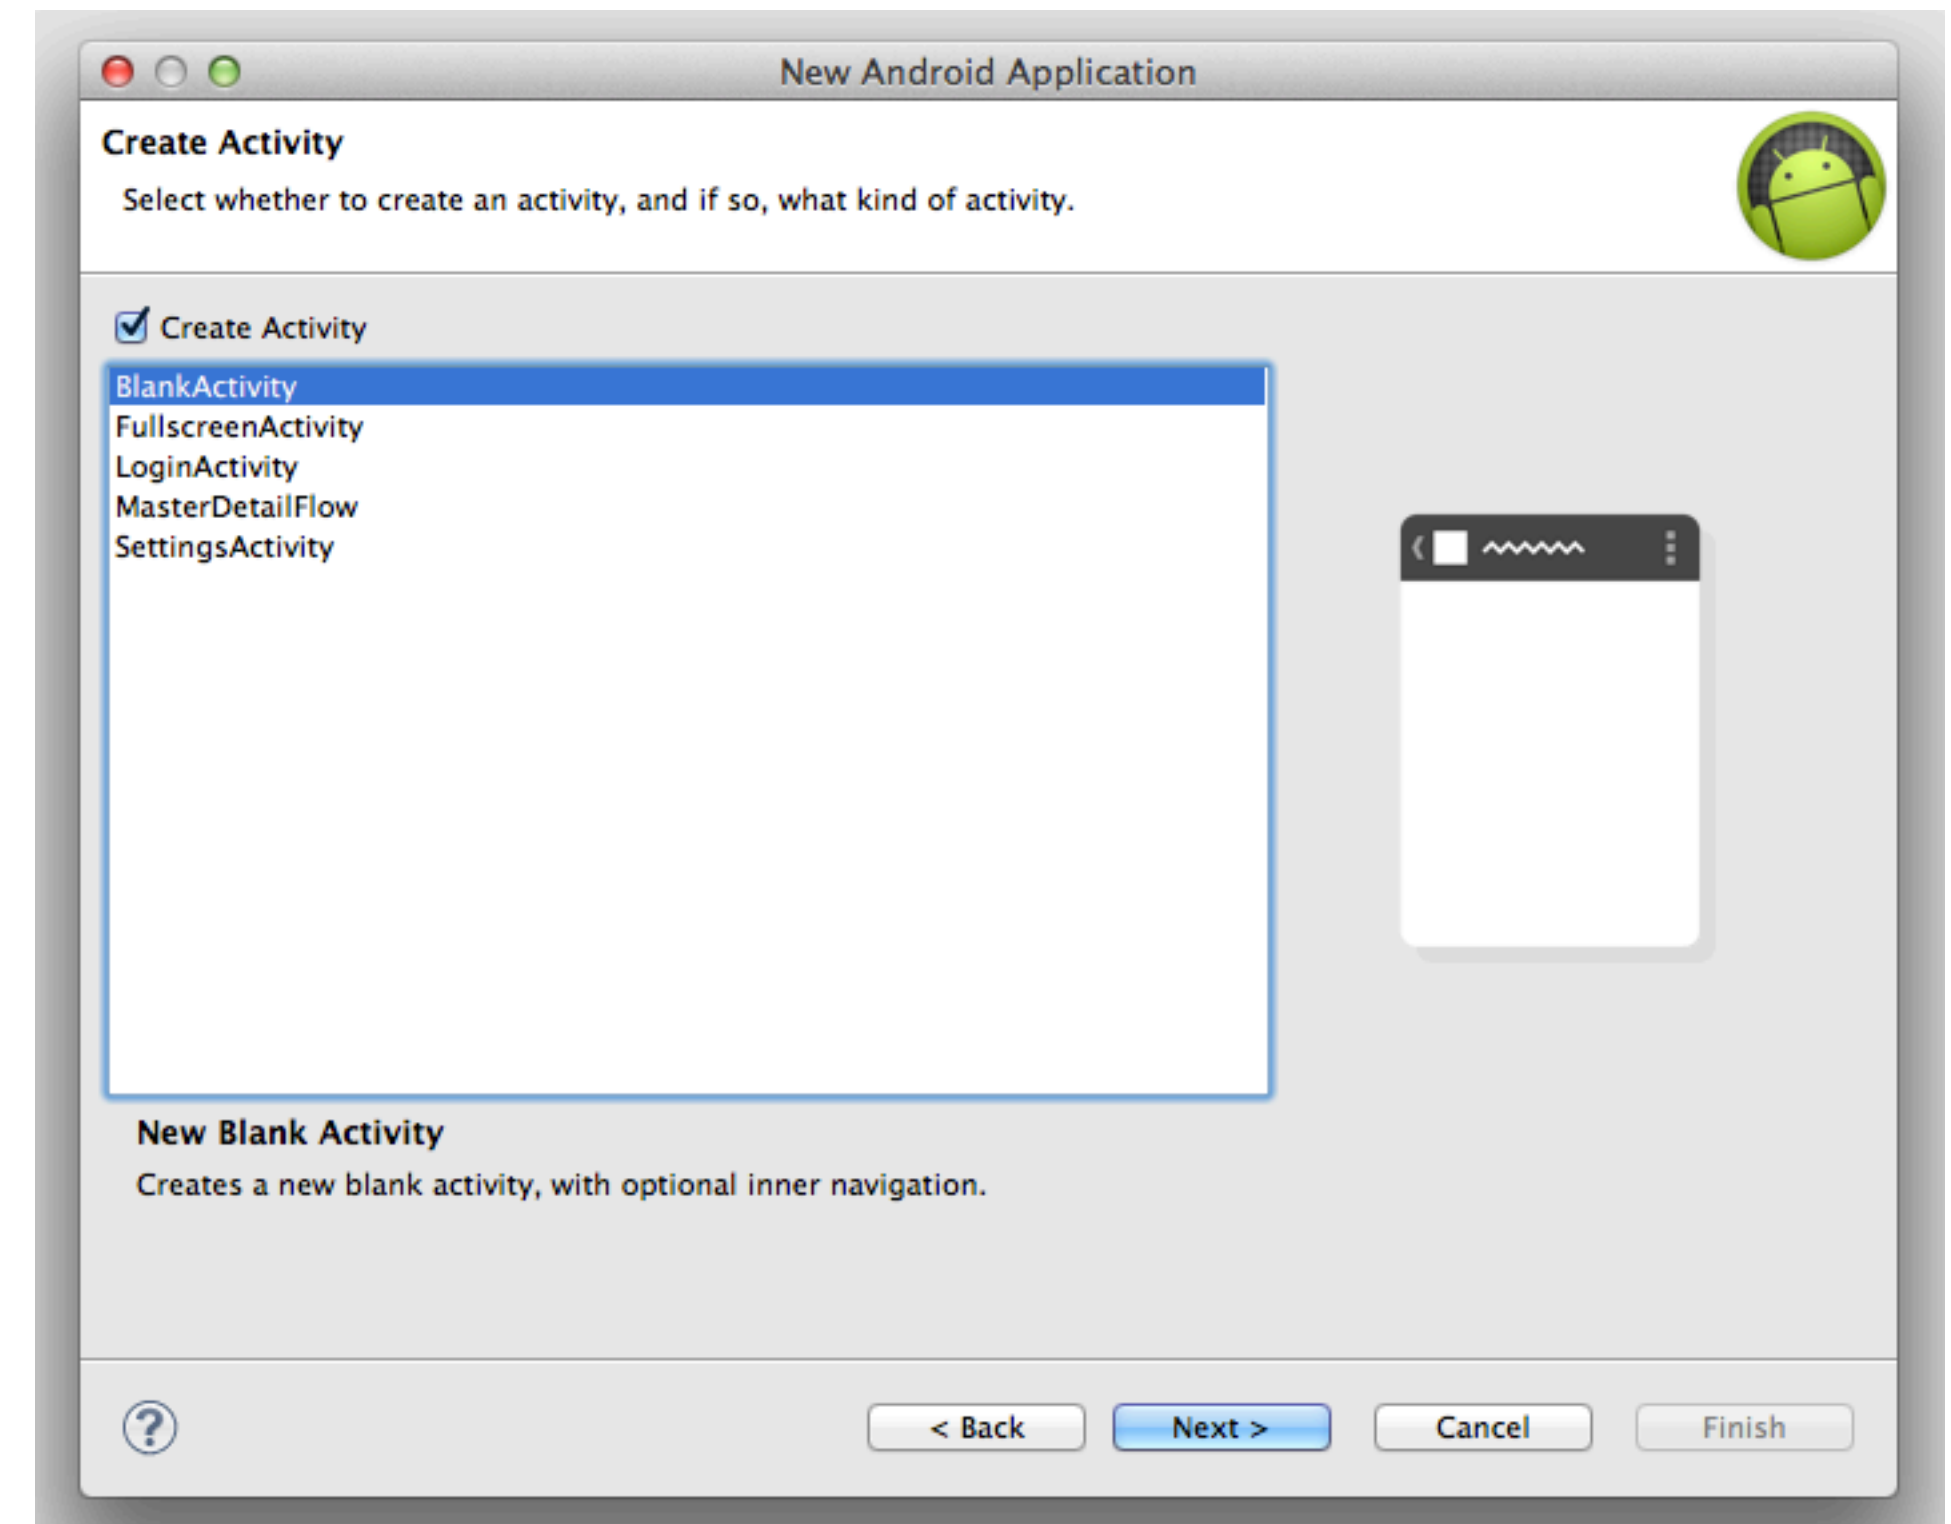 New Android Application
Create Activity
Select whether to create an activity, and if so, what kind of activity.
Create Activity
BlankActivity
FullscreenActivity
LoginActivity
MasterDetailFlow
SettingsActivity
New Blank Activity
Creates a new blank activity, with optional inner navigation.
? < Back Next > Cancel Finish